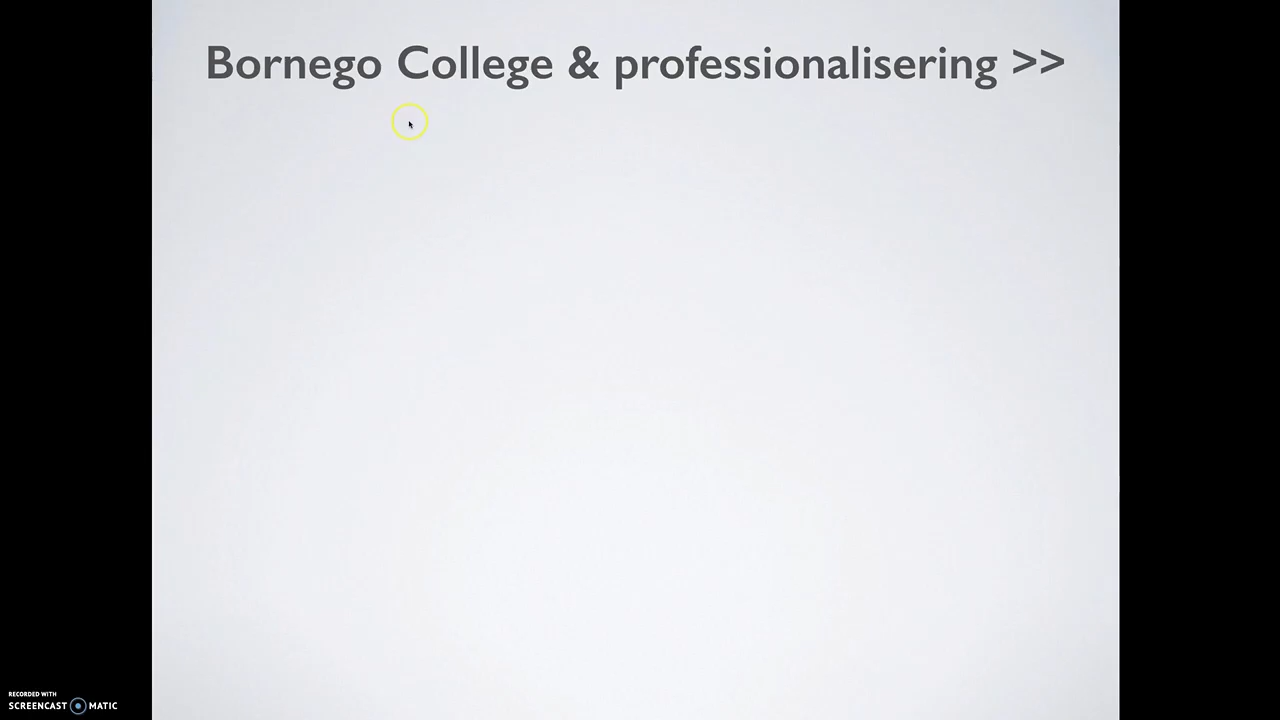 Bornego College & professionalisering >>
RECORDED WITH
SCREENCAST MATIC